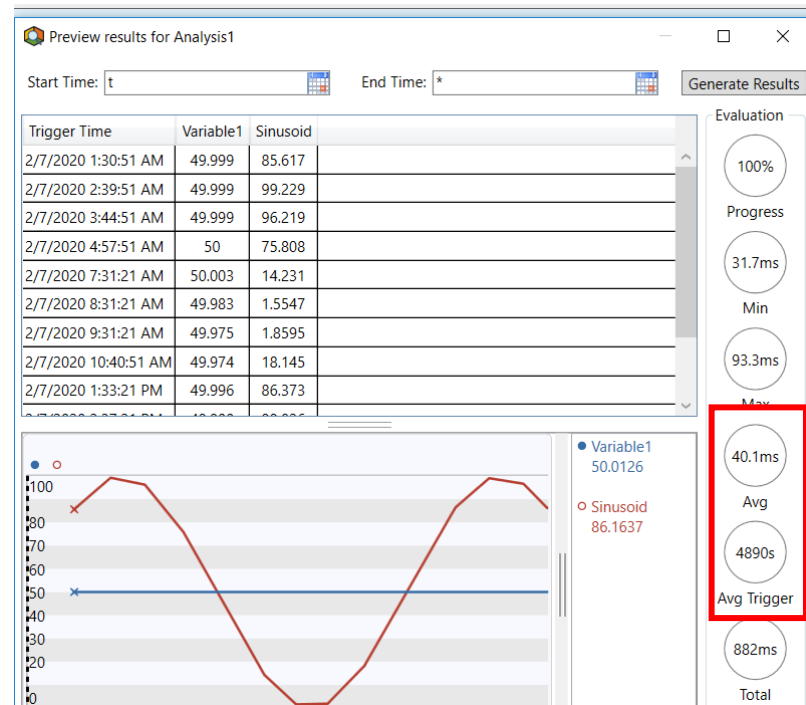 Preview results for Analysis1
Start Time: t End Time: * Generate Results
Evaluation
Trigger Time Variable1 Sinusoid
2/7/2020 1:30:51 AM 49.999 85.617
2/7/2020 2:39:51 AM 49.999 99.229
2/7/2020 3:44:51 AM 49.999 96.219
2/7/2020 4:57:51 AM 50 75.808
2/7/2020 7:31:21 AM 50.003 14.231
2/7/2020 8:31:21 AM 49.983 1.5547
2/7/2020 9:31:21 AM 49.975 1.8595
2/7/2020 10:40:51 AM 49.974 18.145
2/7/2020 1:33:21 PM 49.996 86.373
100%
Progress
31.7ms
Min
93.3ms
Max
40.1ms
Avg
4890s
Avg Trigger
882ms
Total
Variable1
50.0126
Sinusoid
86.1637
100
80
70
60
50
40
30
20
0